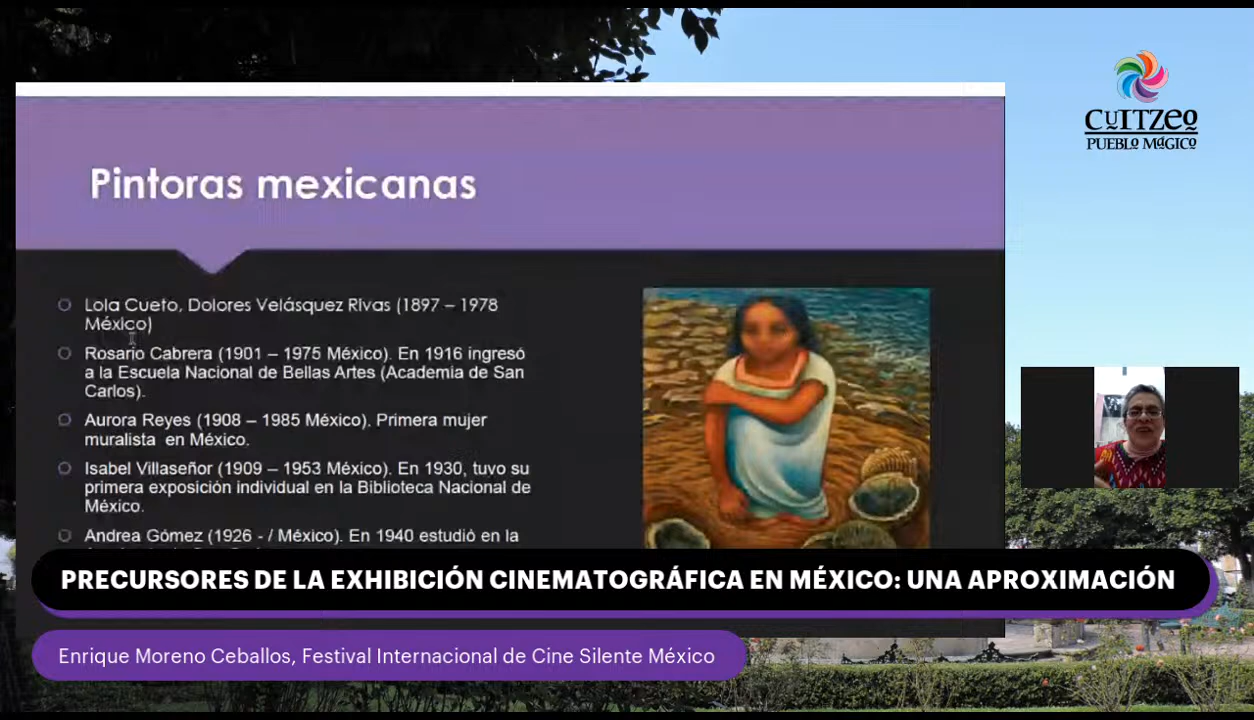 CUITZEO
PUEBLO MÁGICO
Pintoras mexicanas
Lola Cueto, Dolores Velásquez Rivas (1897 – 1978
México)
Rosario Cabrera (1901 – 1975 México). En 1916 ingresó
a la Escuela Nacional de Bellas Artes (Academia de San
Carlos).
Aurora Reyes (1908 – 1985 México). Primera mujer
muralista en México.
Isabel Villaseñor (1909 – 1953 México). En 1930, tuvo su
primera exposición individual en la Biblioteca Nacional de
México.
Andrea Gómez (1926 - / México). En 1940 estudió en la
PRECURSORES DE LA EXHIBICIÓN CINEMATOGRÁFICA EN MÉXICO: UNA APROXIMACIÓN
Enrique Moreno Ceballos, Festival Internacional de Cine Silente México